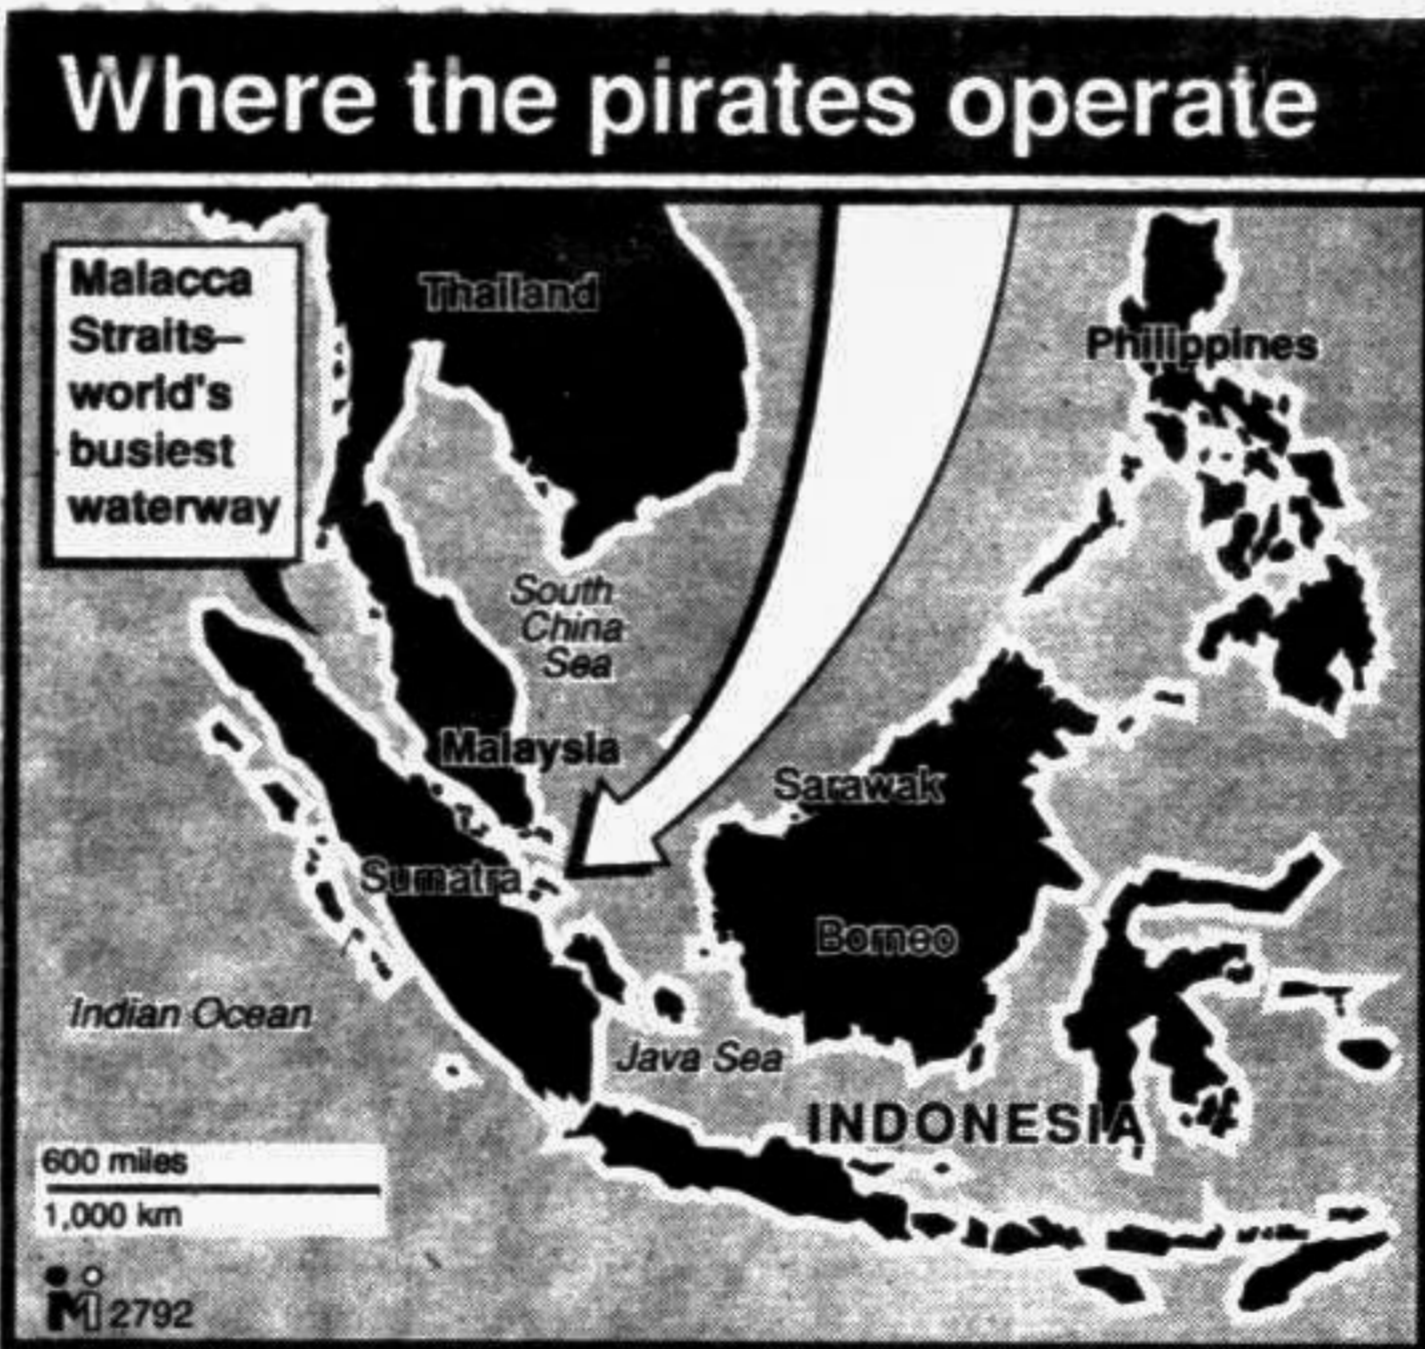 Where the pirates operate
Malacca
Straits–
world's
busiest
waterway
Thailand
Philippines
South
China
Sea
Malaysia
Sarawak
Sumatra
Borneo
Indian Ocean
Java Sea
INDONESIA
600 miles
1,000 km
2792